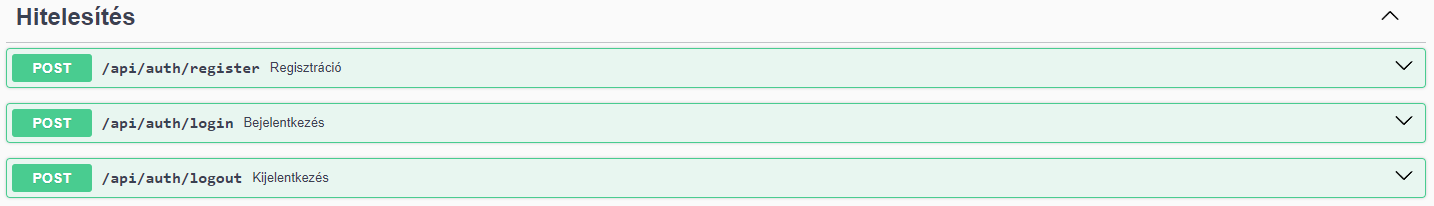 Hitelesítés
POST /api/auth/register Regisztráció
POST /api/auth/login Bejelentkezés
POST /api/auth/logout Kijelentkezés